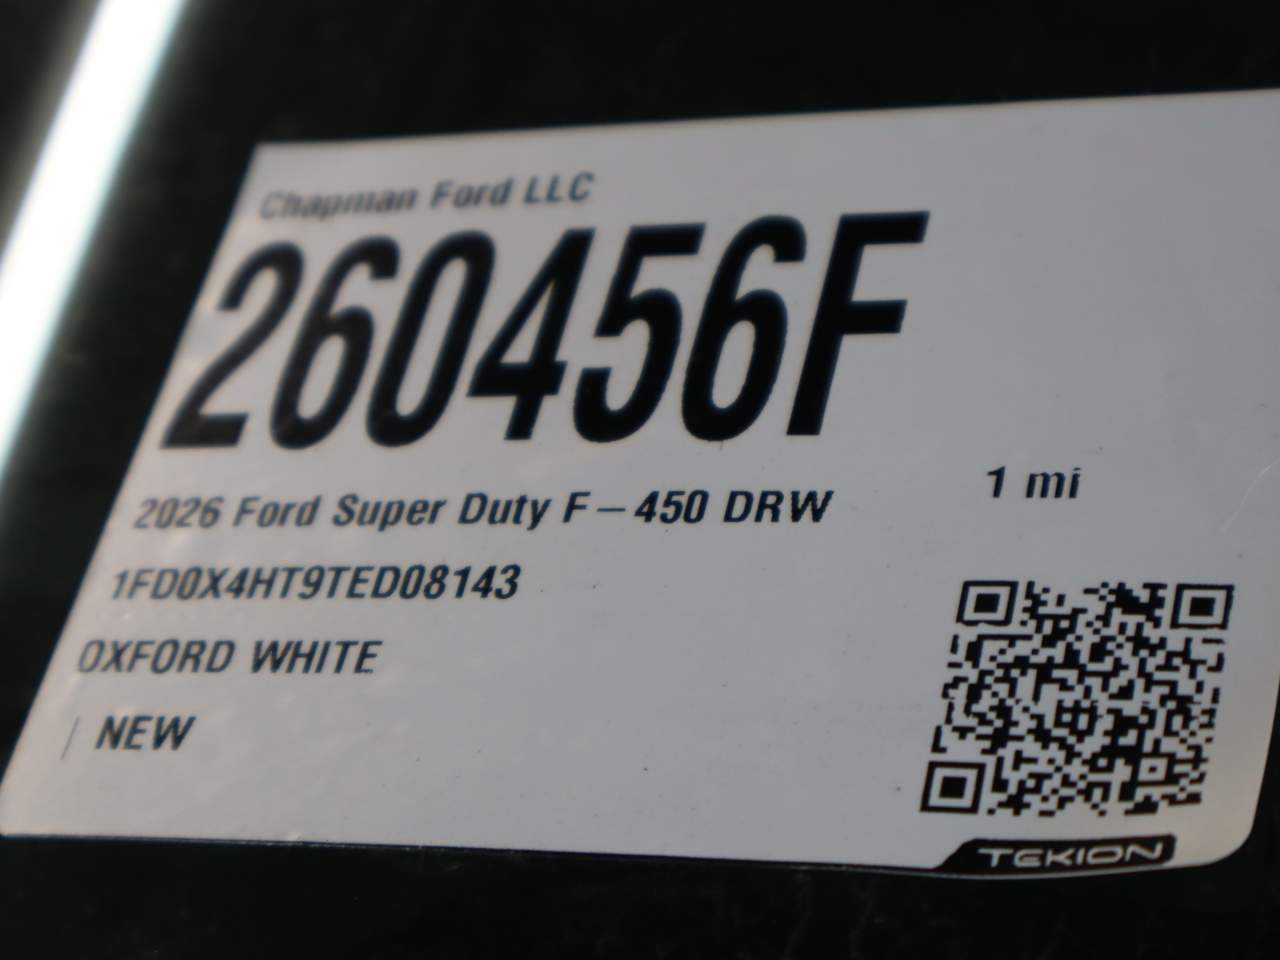 Chapman Ford LLC
260456F
2026 Ford Super Duty F-450 DRW
1 mi
1FD0X4HT9TED08143
OXFORD WHITE
NEW
TEKION